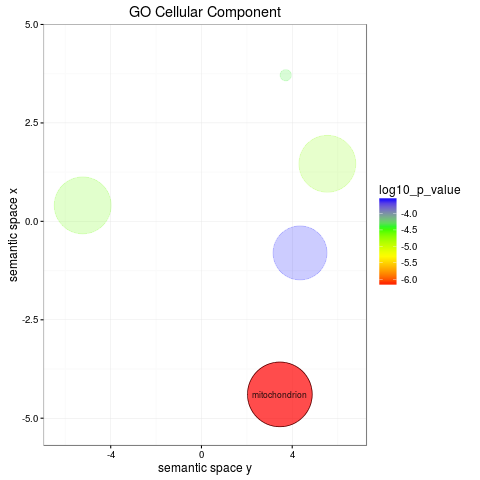 GO Cellular Component
5.0
2.5
0.0
-2.5
-5.0
semantic space x
mitochondrion
-4
0
4
semantic space y
log10_p_value
-4.0
-4.5
-5.0
-5.5
-6.0